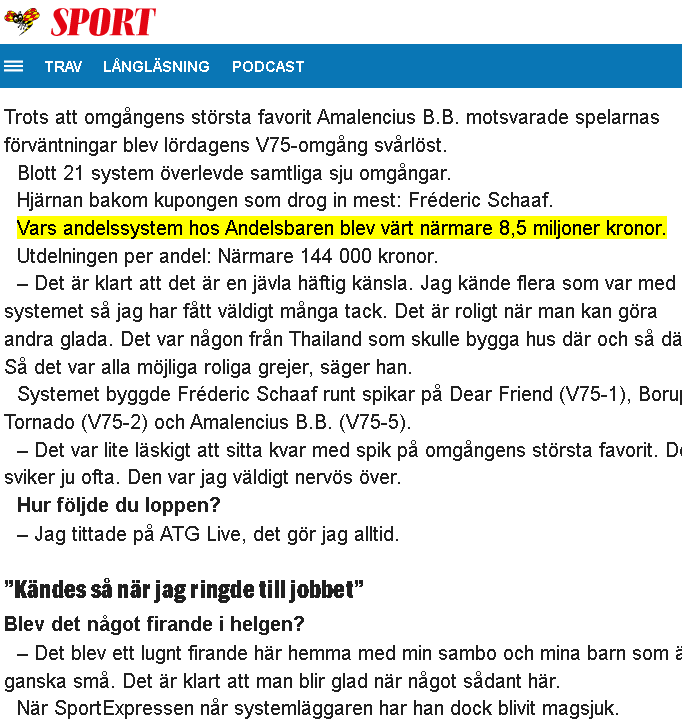 SPORT
TRAV LÅNGLÄSNING PODCAST
Trots att omgångens största favorit Amalencius B.B. motsvarade spelarnas
förväntningar blev lördagens V75-omgång svårlöst.
Blott 21 system överlevde samtliga sju omgångar.
Hjärnan bakom kupongen som drog in mest: Fréderic Schaaf.
Vars andelssystem hos Andelsbaren blev värt närmare 8,5 miljoner kronor.
Utdelningen per andel: Närmare 144 000 kronor.
– Det är klart att det är en jävla häftig känsla. Jag kände flera som var med
systemet så jag har fått väldigt många tack. Det är roligt när man kan göra
andra glada. Det var någon från Thailand som skulle bygga hus där och så dä
Så det var alla möjliga roliga grejer, säger han.
Systemet byggde Fréderic Schaaf runt spikar på Dear Friend (V75-1), Borup
Tornado (V75-2) och Amalencius B.B. (V75-5).
– Det var lite läskigt att sitta kvar med spik på omgångens största favorit. De
sviker ju ofta. Den var jag väldigt nervös över.
Hur följde du loppen?
– Jag tittade på ATG Live, det gör jag alltid.
”Kändes så när jag ringde till jobbet”
Blev det något firande i helgen?
– Det blev ett lugnt firande här hemma med min sambo och mina barn som ä
ganska små. Det är klart att man blir glad när något sådant här.
När SportExpressen når systemläggaren har han dock blivit magsjuk.